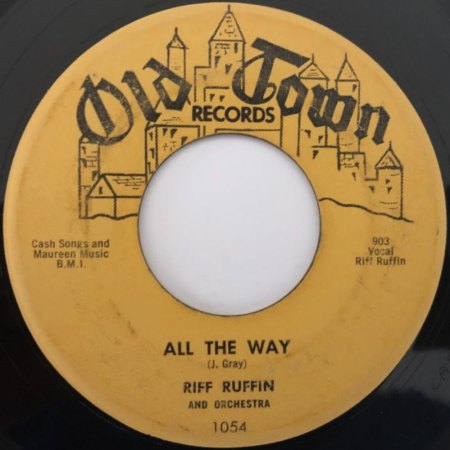 Old Town
RECORDS
Cash Songs and
Maureen Music
B.M.I.
903
Vocal
Riff Ruffin
ALL THE WAY
(J. Gray)
RIFF RUFFIN
AND ORCHESTRA
1054